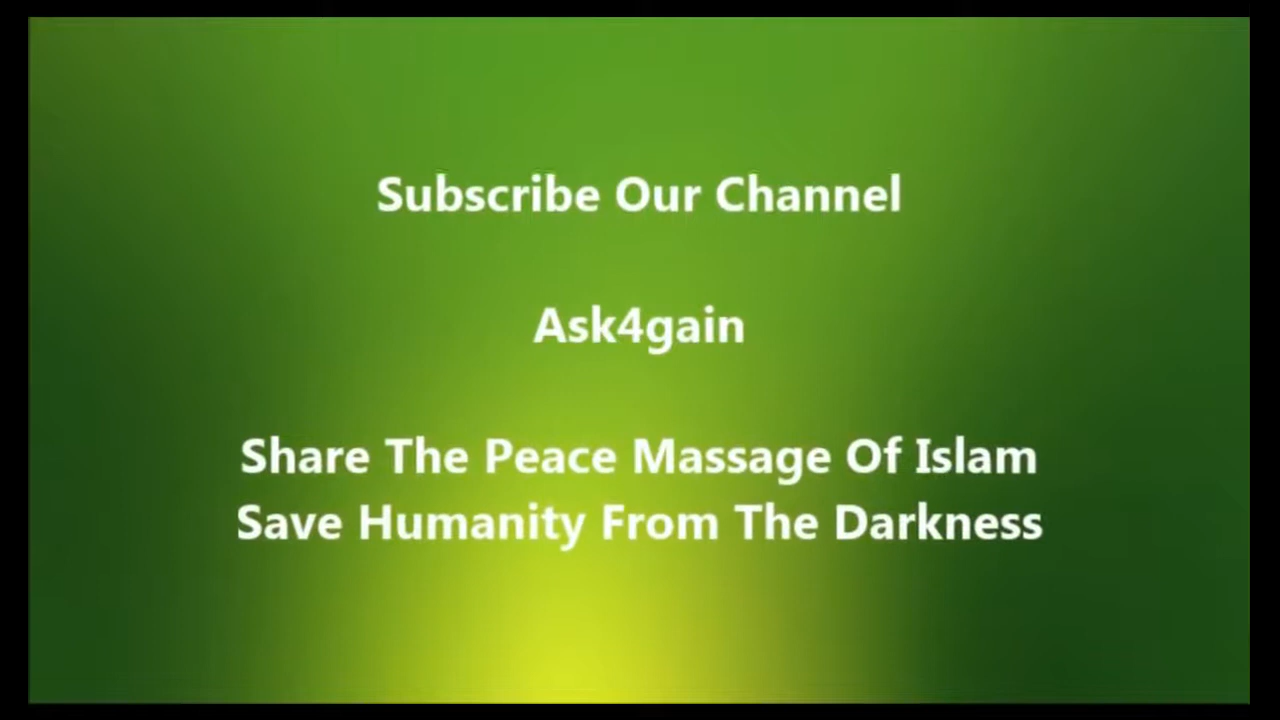 Subscribe Our Channel
Ask4gain
Share The Peace Massage Of Islam
Save Humanity From The Darkness